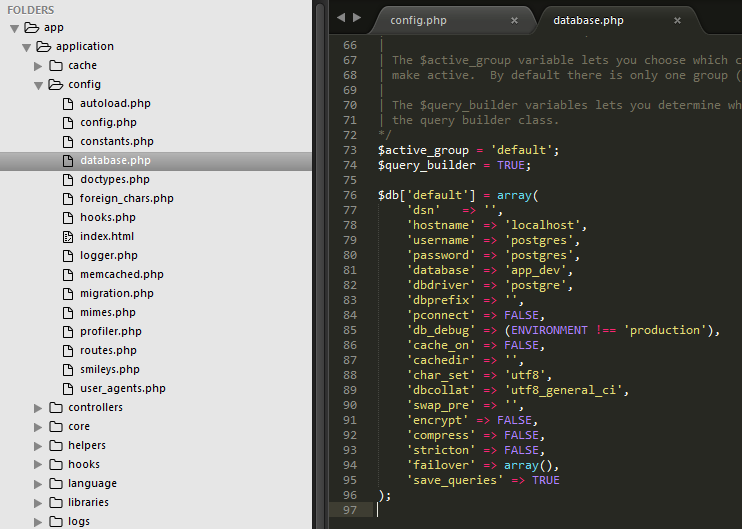 FOLDERS
app
application
cache
config
autoload.php
config.php
constants.php
database.php
doctypes.php
foreign_chars.php
hooks.php
index.html
logger.php
memcached.php
migration.php
mimes.php
profiler.php
routes.php
smileys.php
user_agents.php
controllers
core
helpers
hooks
language
libraries
logs
config.php × database.php ×
66 |
67 | The $active_group variable lets you choose which c
68 | make active.  By default there is only one group (
69 |
70 | The $query_builder variables lets you determine wh
71 | the query builder class.
72 */
73 $active_group = 'default';
74 $query_builder = TRUE;
75
76 $db['default'] = array(
77     'dsn'   => '',
78     'hostname' => 'localhost',
79     'username' => 'postgres',
80     'password' => 'postgres',
81     'database' => 'app_dev',
82     'dbdriver' => 'postgre',
83     'dbprefix' => '',
84     'pconnect' => FALSE,
85     'db_debug' => (ENVIRONMENT !== 'production'),
86     'cache_on' => FALSE,
87     'cachedir' => '',
88     'char_set' => 'utf8',
89     'dbcollat' => 'utf8_general_ci',
90     'swap_pre' => '',
91     'encrypt' => FALSE,
92     'compress' => FALSE,
93     'stricton' => FALSE,
94     'failover' => array(),
95     'save_queries' => TRUE
96 );
97